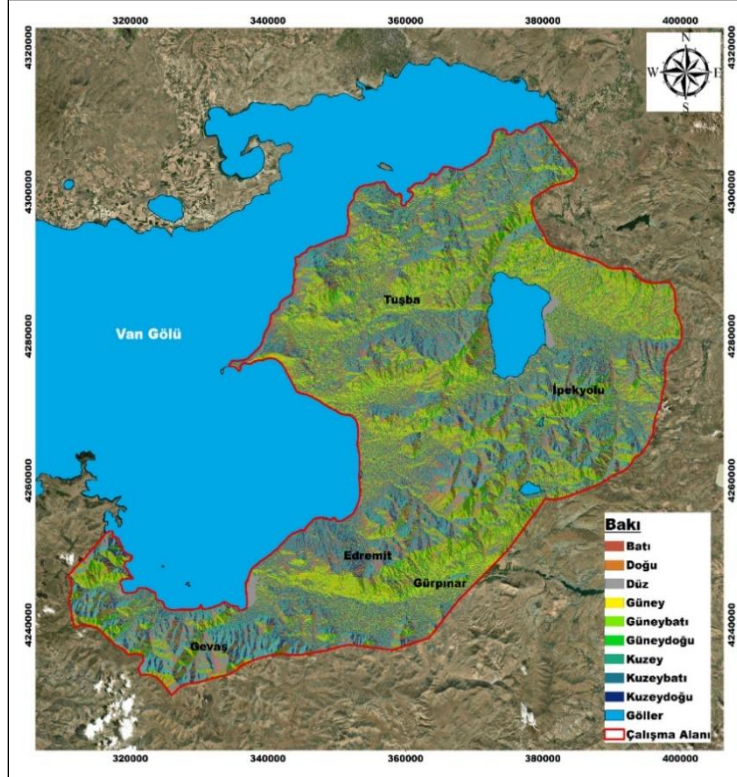 320000 340000 360000 380000 400000
4320000 4320000
N
W E
S
4300000 4300000
Tuşba
4280000 4280000
Van Gölü
İpekyolu
4260000 4260000
Bakı
Batı
Doğu
Düz
Güney
Güneybatı
Güneydoğu
Kuzey
Kuzeybatı
Kuzeydoğu
Göller
Çalışma Alanı
Edremit
Gürpınar
4240000 4240000
Gevaş
320000 340000 360000 380000 400000